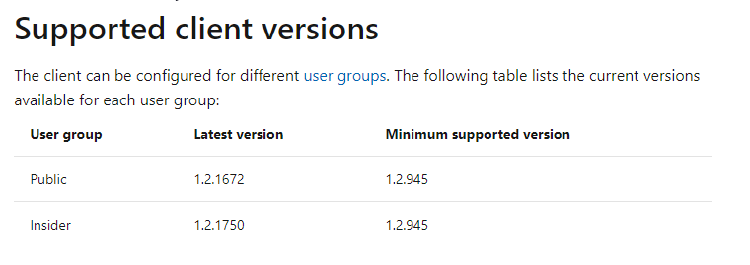 Supported client versions
The client can be configured for different user groups. The following table lists the current versions
available for each user group:
User group Latest version Minimum supported version
Public 1.2.1672 1.2.945
Insider 1.2.1750 1.2.945